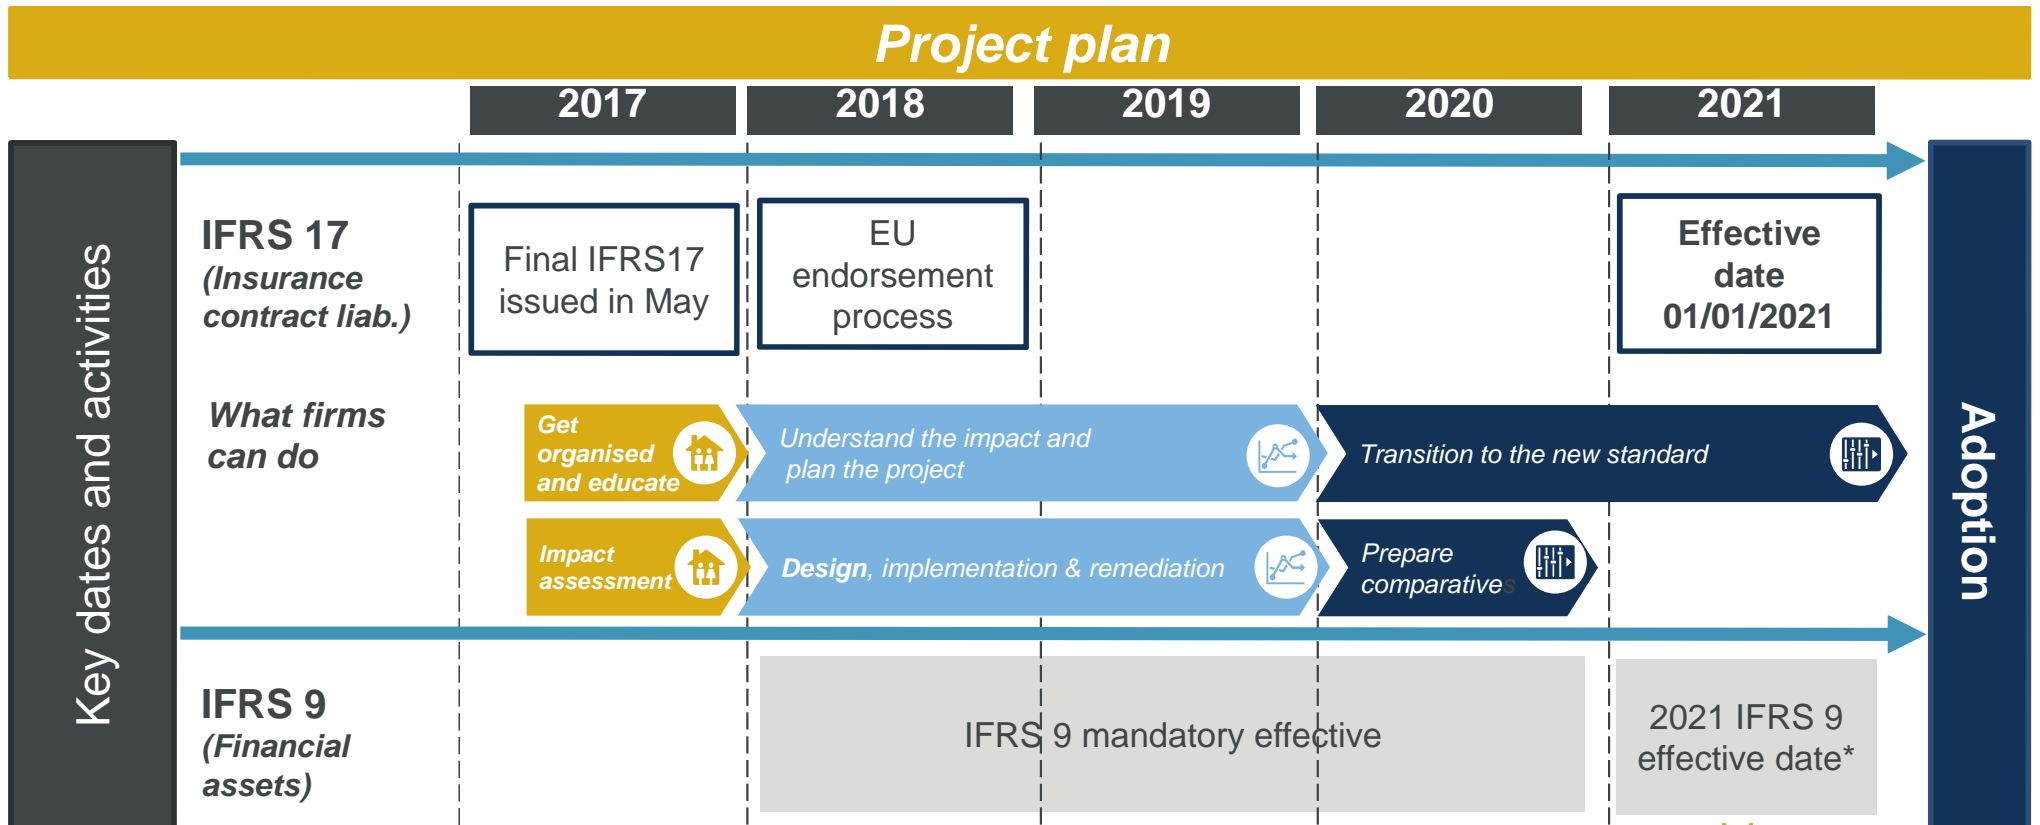 Project plan
2017
2018
2019
2020
2021
Key dates and activities
IFRS 17
(Insurance
contract liab.)
Final IFRS17
issued in May
EU
endorsement
process
Effective
date
01/01/2021
What firms
can do
Get
organised
and educate
Understand the impact and
plan the project
Transition to the new standard
Impact
assessment
Design, implementation & remediation
Prepare
comparatives
Adoption
IFRS 9
(Financial
assets)
IFRS 9 mandatory effective
2021 IFRS 9
effective date*